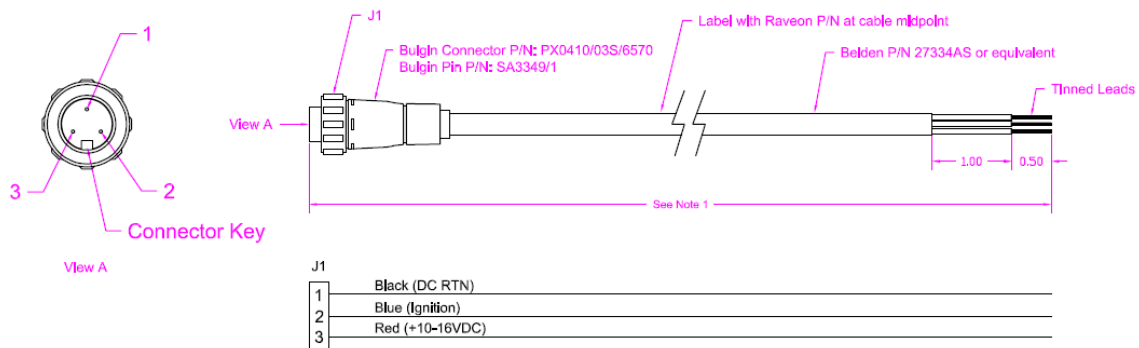 J1
Label with Raveon P/N at cable midpoint
1
Bulgin Connector P/N: PX0410/03S/6570
Bulgin Pin P/N: SA3349/1
Belden P/N 27334AS or equivalent
Tinned Leads
View A
3
2
1.00
0.50
See Note 1
Connector Key
View A
J1
1 Black (DC RTN)
2 Blue (Ignition)
3 Red (+10-16VDC)